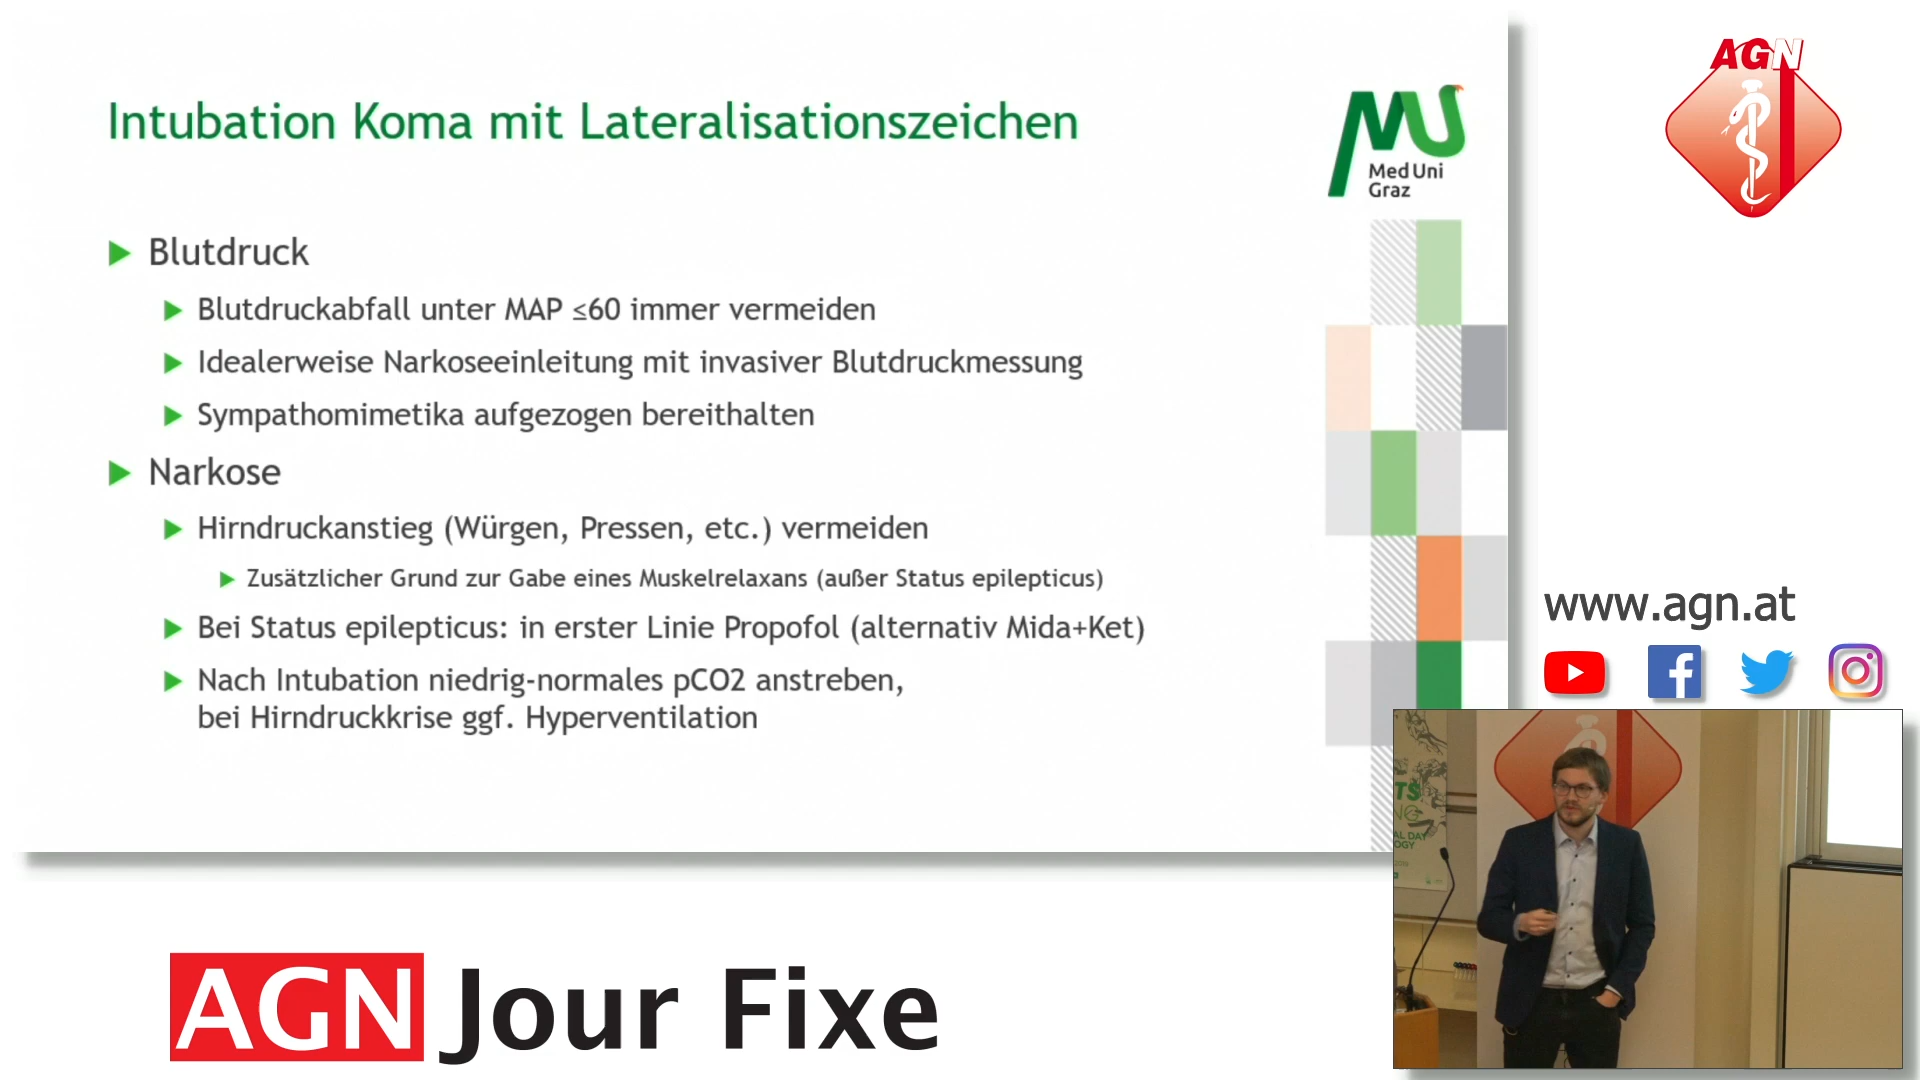 Intubation Koma mit Lateralisationszeichen
Med Uni
Graz
Blutdruck
Blutdruckabfall unter MAP ≤60 immer vermeiden
Idealerweise Narkoseeinleitung mit invasiver Blutdruckmessung
Sympathomimetika aufgezogen bereithalten
Narkose
Hirndruckanstieg (Würgen, Pressen, etc.) vermeiden
Zusätzlicher Grund zur Gabe eines Muskelrelaxans (außer Status epilepticus)
Bei Status epilepticus: in erster Linie Propofol (alternativ Mida+Ket)
Nach Intubation niedrig-normales pCO2 anstreben,
bei Hirndruckkrise ggf. Hyperventilation
AGN
www.agn.at
AL DAY
OGY
AGN Jour Fixe